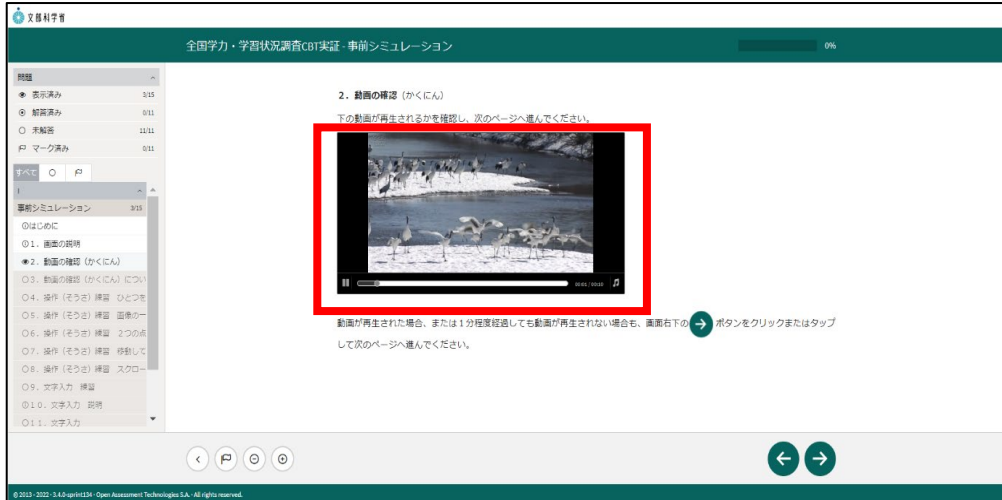 文部科学省
全国学力・学習状況調査CBT実証 - 事前シミュレーション
0%
問題
表示済み 3/15
解答済み 0/11
未解答 11/11
マーク済み 0/11
すべて
I
事前シミュレーション 3/15
はじめに
1．画面の説明
2．動画の確認（かくにん）
3．動画の確認（かくにん）につい
4．操作（そうさ）練習 ひとつを
5．操作（そうさ）練習 画像の一
6．操作（そうさ）練習 2つの点
7．操作（そうさ）練習 移動して
8．操作（そうさ）練習 スクロー
9．文字入力 練習
10．文字入力 説明
11．文字入力
2．動画の確認（かくにん）
下の動画が再生されるかを確認し、次のページへ進んでください。
00:01 / 00:10
動画が再生された場合、または１分程度経過しても動画が再生されない場合も、画面右下の ボタンをクリックまたはタップ
して次のページへ進んでください。
© 2013 - 2022 - 3.4.0-sprint134 - Open Assessment Technologies S.A. - All rights reserved.